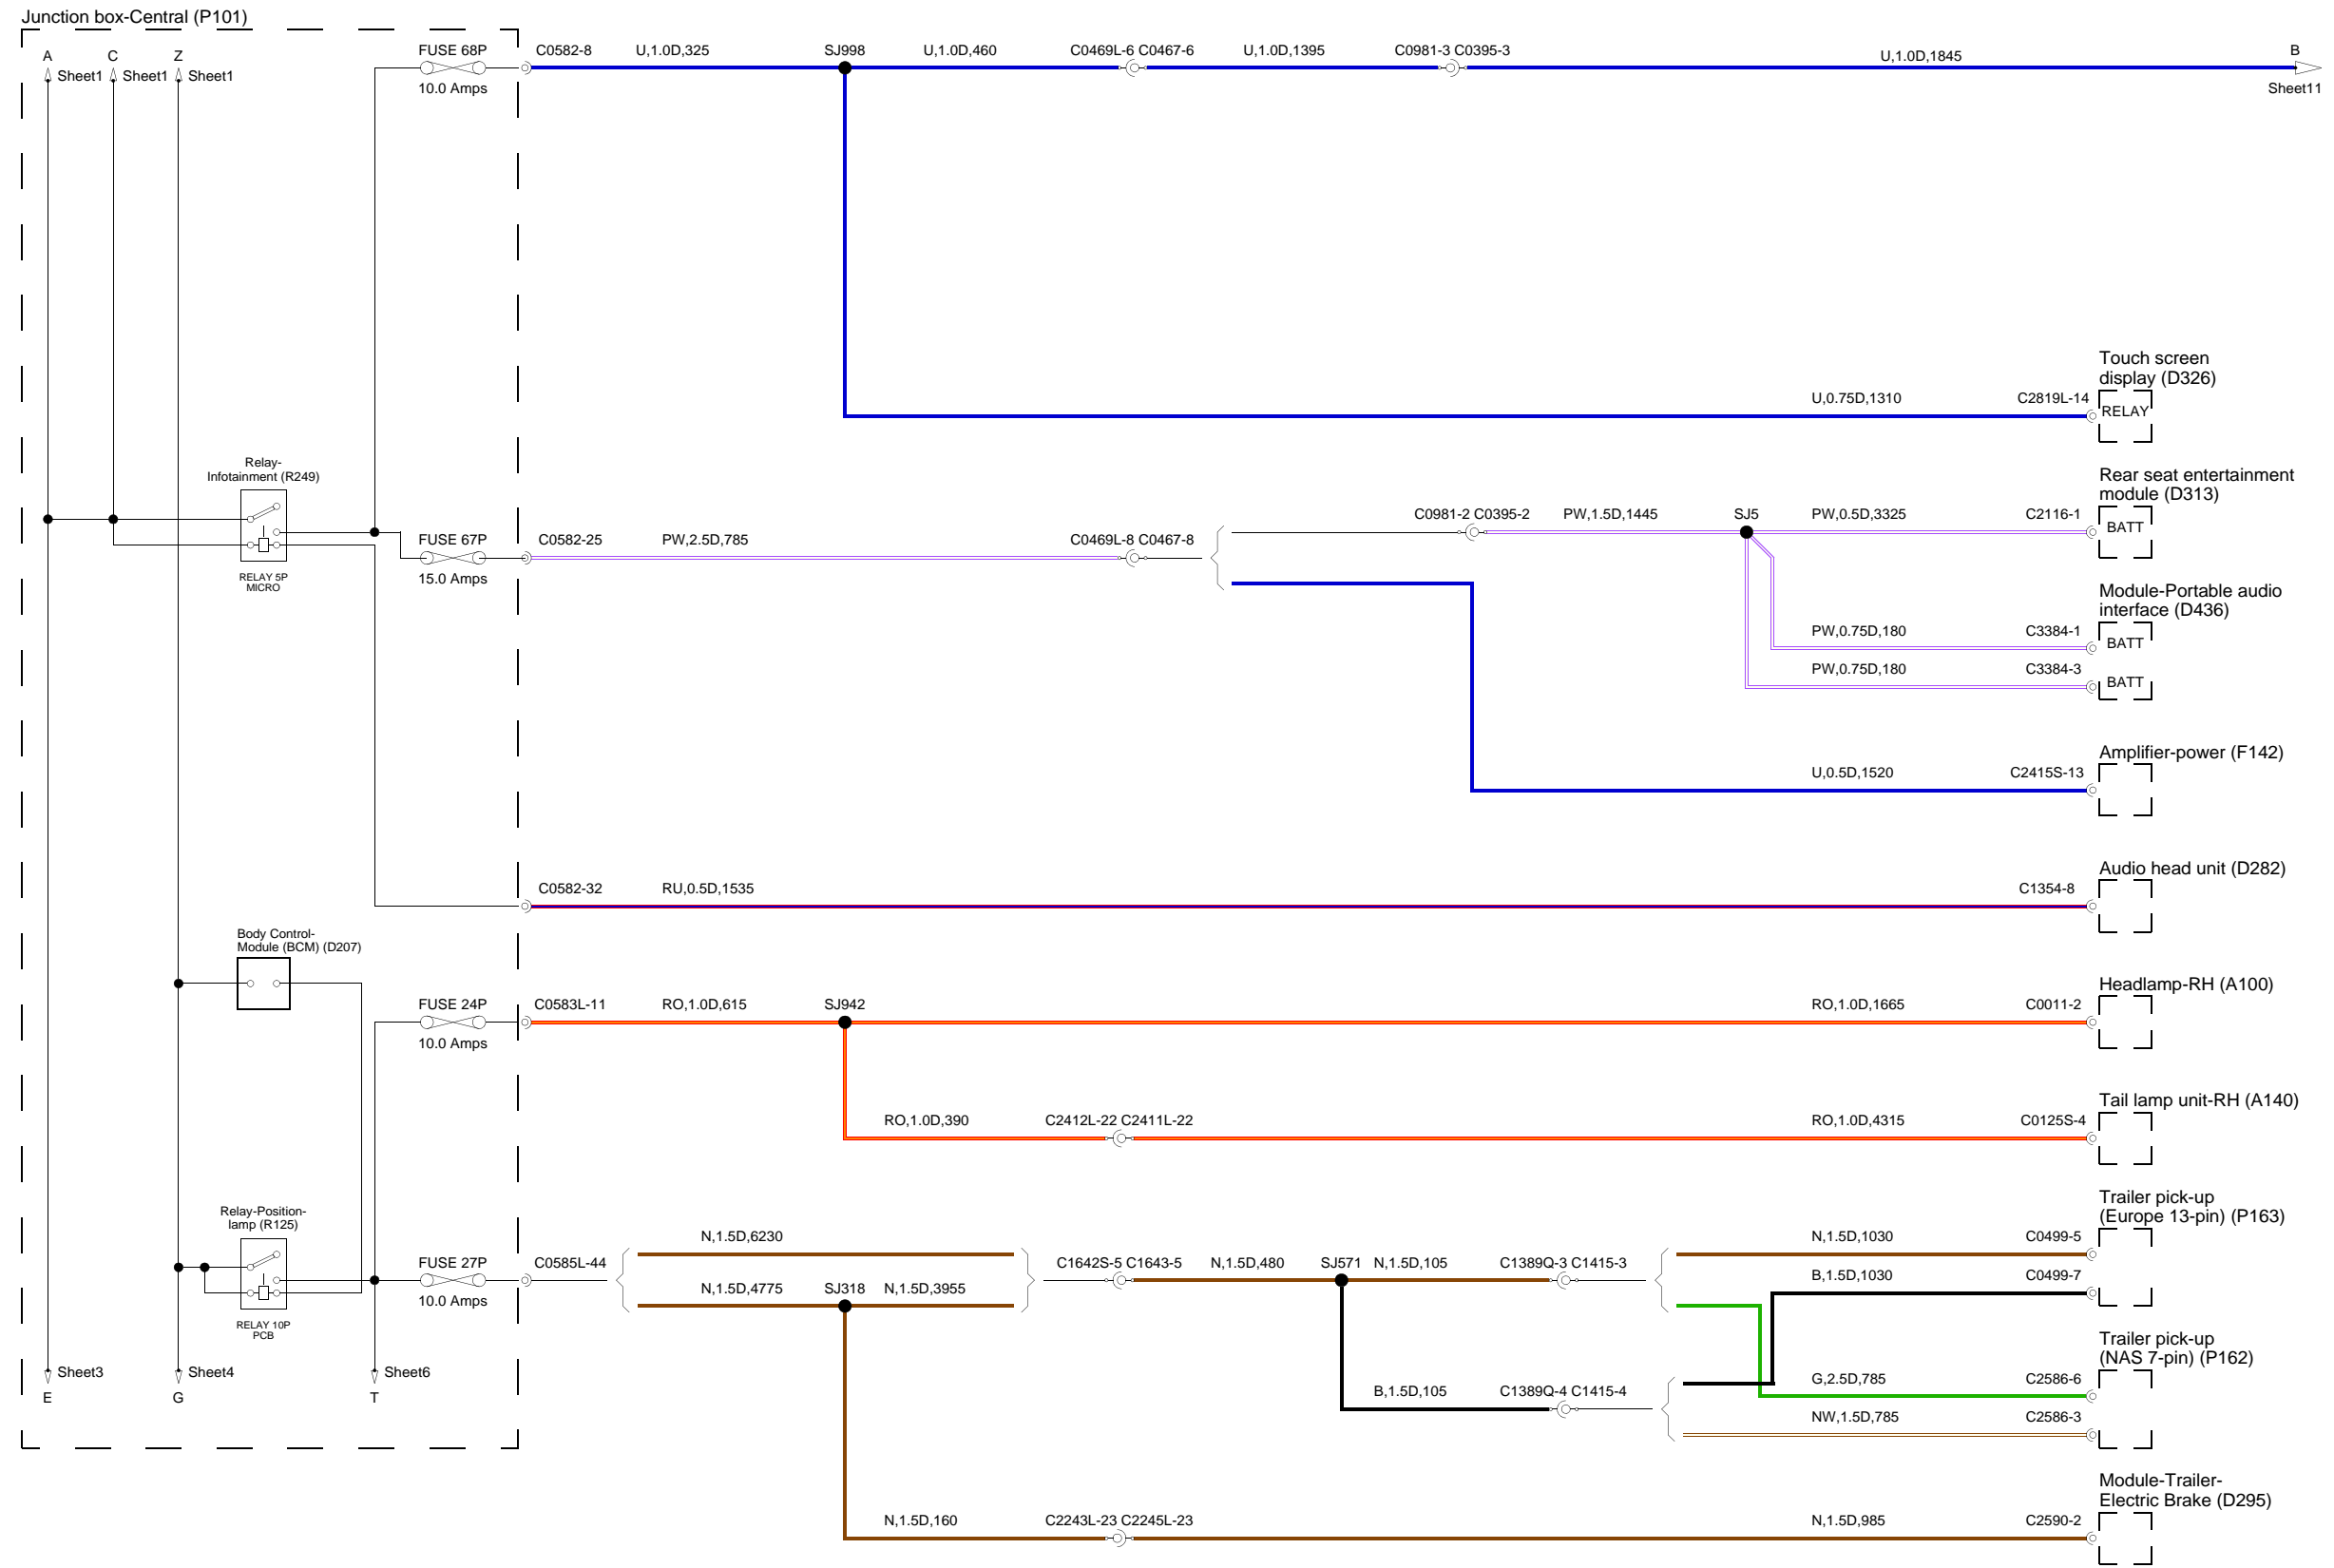 Junction box-Central (P101)
A C Z
Sheet1 Sheet1 Sheet1
FUSE 68P
10.0 Amps
C0582-8 U,1.0D,325 SJ998 U,1.0D,460 C0469L-6 C0467-6 U,1.0D,1395 C0981-3 C0395-3 U,1.0D,1845 B
Sheet11
Touch screen
display (D326)
U,0.75D,1310 C2819L-14
RELAY
Relay-
Infotainment (R249)
RELAY 5P
MICRO
Rear seat entertainment
module (D313)
FUSE 67P
15.0 Amps
C0582-25 PW,2.5D,785 C0469L-8 C0467-8
C0981-2 C0395-2 PW,1.5D,1445 SJ5 PW,0.5D,3325 C2116-1
BATT
Module-Portable audio
interface (D436)
PW,0.75D,180 C3384-1
BATT
PW,0.75D,180 C3384-3
BATT
Amplifier-power (F142)
U,0.5D,1520 C2415S-13
Audio head unit (D282)
C0582-32 RU,0.5D,1535 C1354-8
Body Control-
Module (BCM) (D207)
Headlamp-RH (A100)
FUSE 24P
10.0 Amps
C0583L-11 RO,1.0D,615 SJ942 RO,1.0D,1665 C0011-2
Tail lamp unit-RH (A140)
RO,1.0D,390 C2412L-22 C2411L-22 RO,1.0D,4315 C0125S-4
Relay-Position-
lamp (R125)
RELAY 10P
PCB
Trailer pick-up
(Europe 13-pin) (P163)
FUSE 27P
10.0 Amps
C0585L-44
N,1.5D,6230
N,1.5D,4775 SJ318 N,1.5D,3955
C1642S-5 C1643-5 N,1.5D,480 SJ571 N,1.5D,105 C1389Q-3 C1415-3
N,1.5D,1030 C0499-5
B,1.5D,1030 C0499-7
Trailer pick-up
(NAS 7-pin) (P162)
Sheet3 Sheet4 Sheet6
E G T
B,1.5D,105 C1389Q-4 C1415-4
G,2.5D,785 C2586-6
NW,1.5D,785 C2586-3
Module-Trailer-
Electric Brake (D295)
N,1.5D,160 C2243L-23 C2245L-23 N,1.5D,985 C2590-2